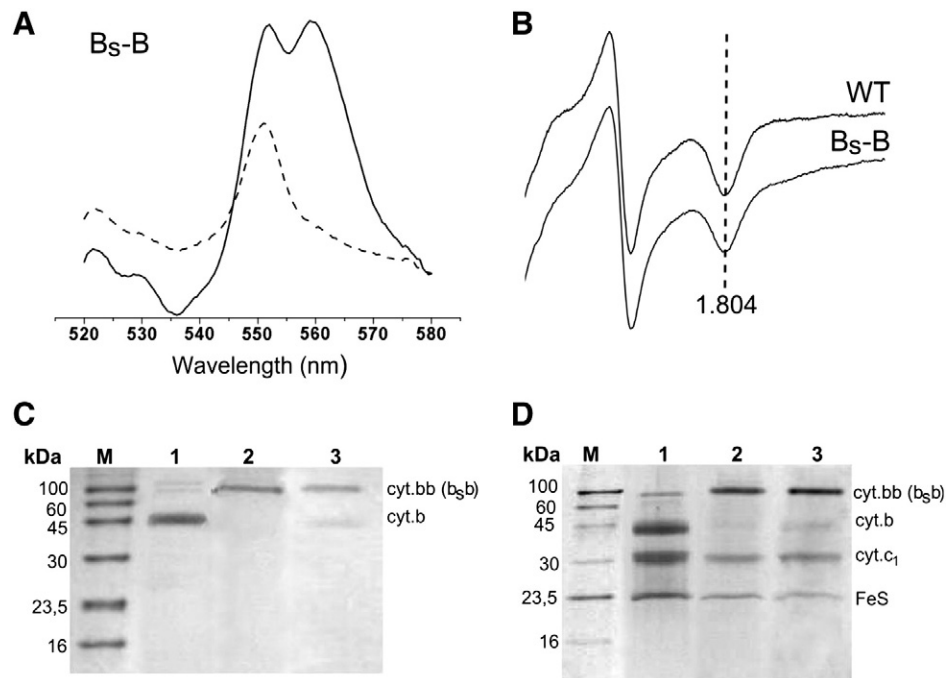 A
Bs-B
520 530 540 550 560 570 580
Wavelength (nm)
B
WT
Bs-B
1.804
C
kDa M 1 2 3
100
60
45
30
23,5
16
cyt.bb (bsb)
cyt.b
D
kDa M 1 2 3
100
60
45
30
23,5
16
cyt.bb (bsb)
cyt.b
cyt.c1
FeS